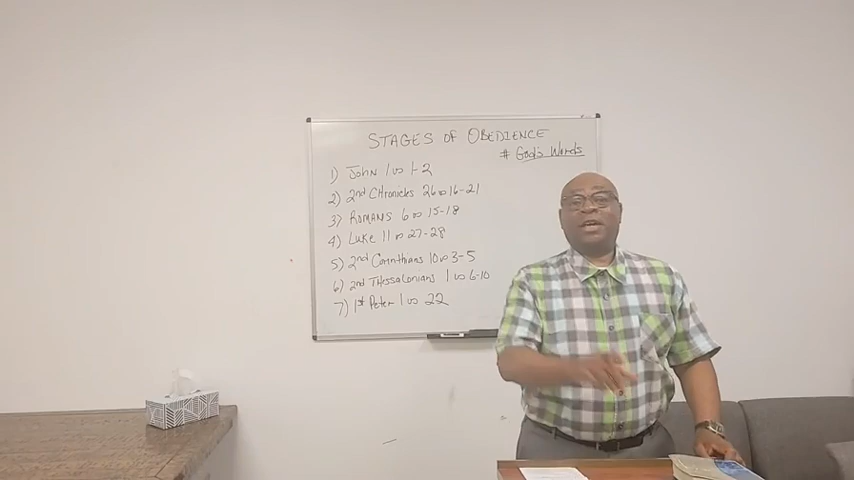 STAGES OF OBEDIENCE
# God's Words
1) John 1 vs 1-2
2) 2nd Chronicles 26 vs 16-21
3) ROMANS 6 vs 15-18
4) Luke 11 vs 27-28
5) 2nd Corinthians 10 vs 3-5
6) 2nd Thessalonians 1 vs 6-10
7) 1st Peter 1 vs 22